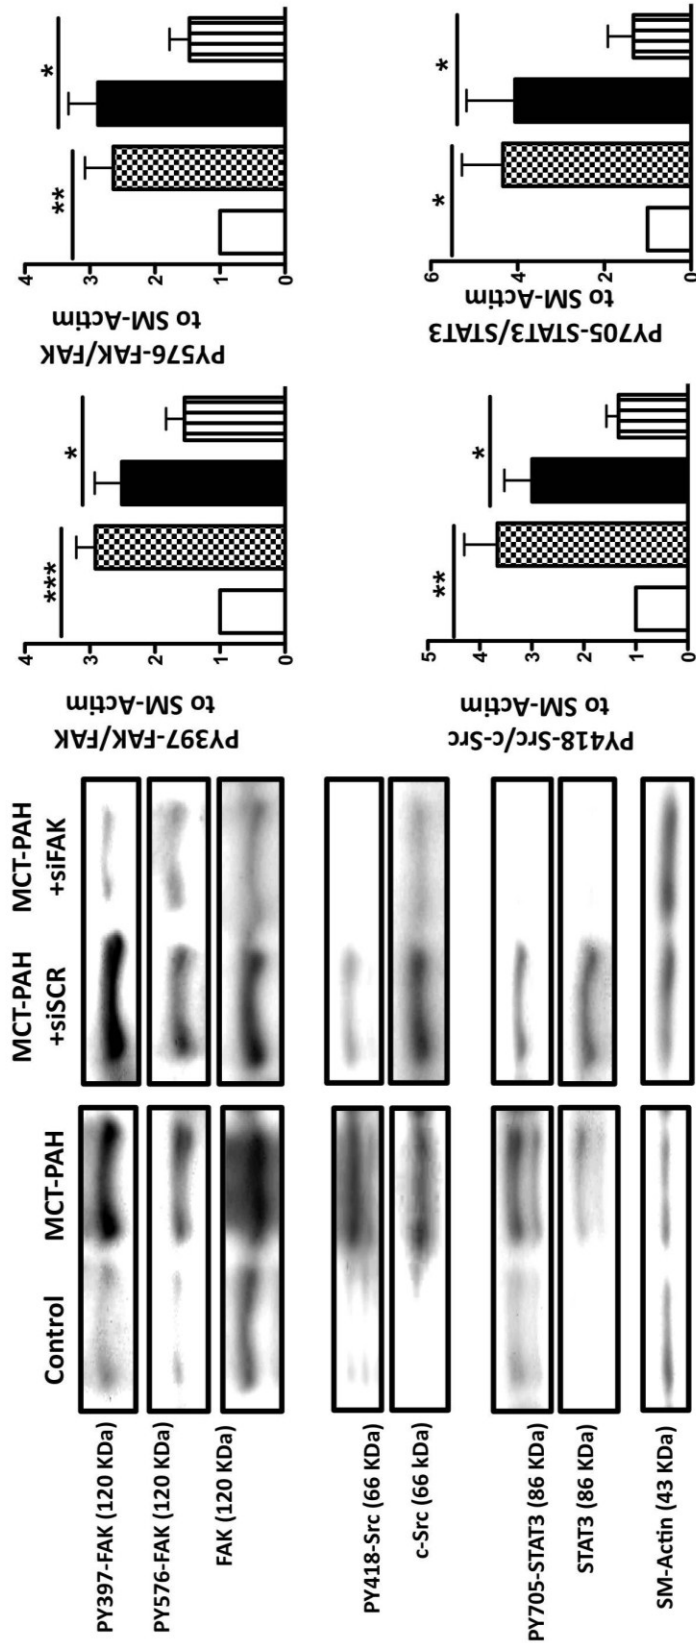 Control
MCT-PAH
MCT-PAH
+siSCR
MCT-PAH
+siFAK
PY397-FAK (120 KDa)
PY576-FAK (120 KDa)
FAK (120 KDa)
PY418-Src (66 KDa)
c-Src (66 kDa)
PY705-STAT3 (86 KDa)
STAT3 (86 KDa)
SM-Actin (43 KDa)
PY397-FAK/FAK
to SM-Actim
4
3
2
1
0
***
*
PY576-FAK/FAK
to SM-Actim
4
3
2
1
0
**
*
PY418-Src/c-Src
to SM-Actim
5
4
3
2
1
0
**
*
PY705-STAT3/STAT3
to SM-Actim
6
4
2
0
*
*